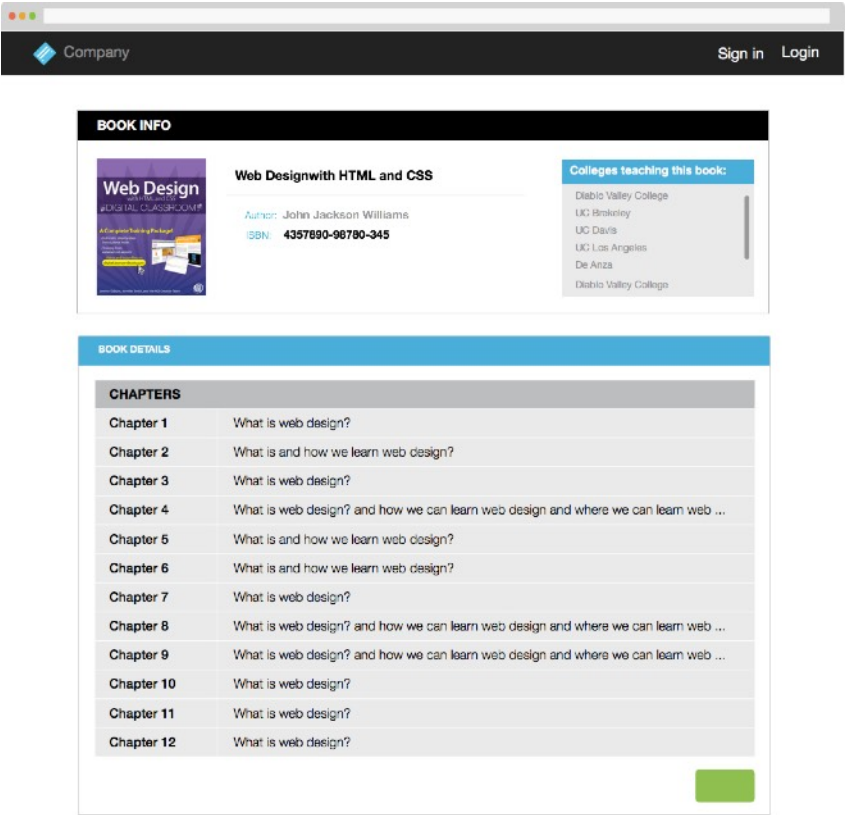 Company
Sign in
Login
BOOK INFO
Web Design
DIGITAL CLASSROOM
A Complete Training Package!
Web Designwith HTML and CSS
Author: John Jackson Williams
ISBN: 4357890-98780-345
Colleges teaching this book:
Diablo Valley College
UC Brekeley
UC Davis
UC Los Angeles
De Anza
Diablo Valley College
BOOK DETAILS
CHAPTERS
Chapter 1 What is web design?
Chapter 2 What is and how we learn web design?
Chapter 3 What is web design?
Chapter 4 What is web design? and how we can learn web design and where we can learn web ...
Chapter 5 What is and how we learn web design?
Chapter 6 What is and how we learn web design?
Chapter 7 What is web design?
Chapter 8 What is web design? and how we can learn web design and where we can learn web ...
Chapter 9 What is web design? and how we can learn web design and where we can learn web ...
Chapter 10 What is web design?
Chapter 11 What is web design?
Chapter 12 What is web design?